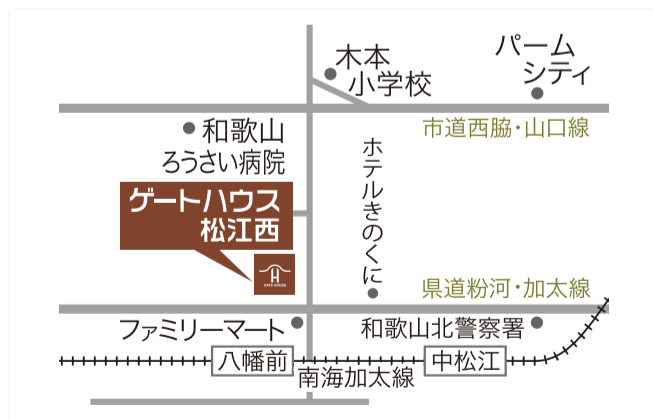 木本
小学校
パーム
シティ
市道西脇・山口線
和歌山
ろうさい病院
ホテルきのくに
ゲートハウス
松江西
GATE HOUSE
県道粉河・加太線
ファミリーマート
和歌山北警察署
八幡前
中松江
南海加太線